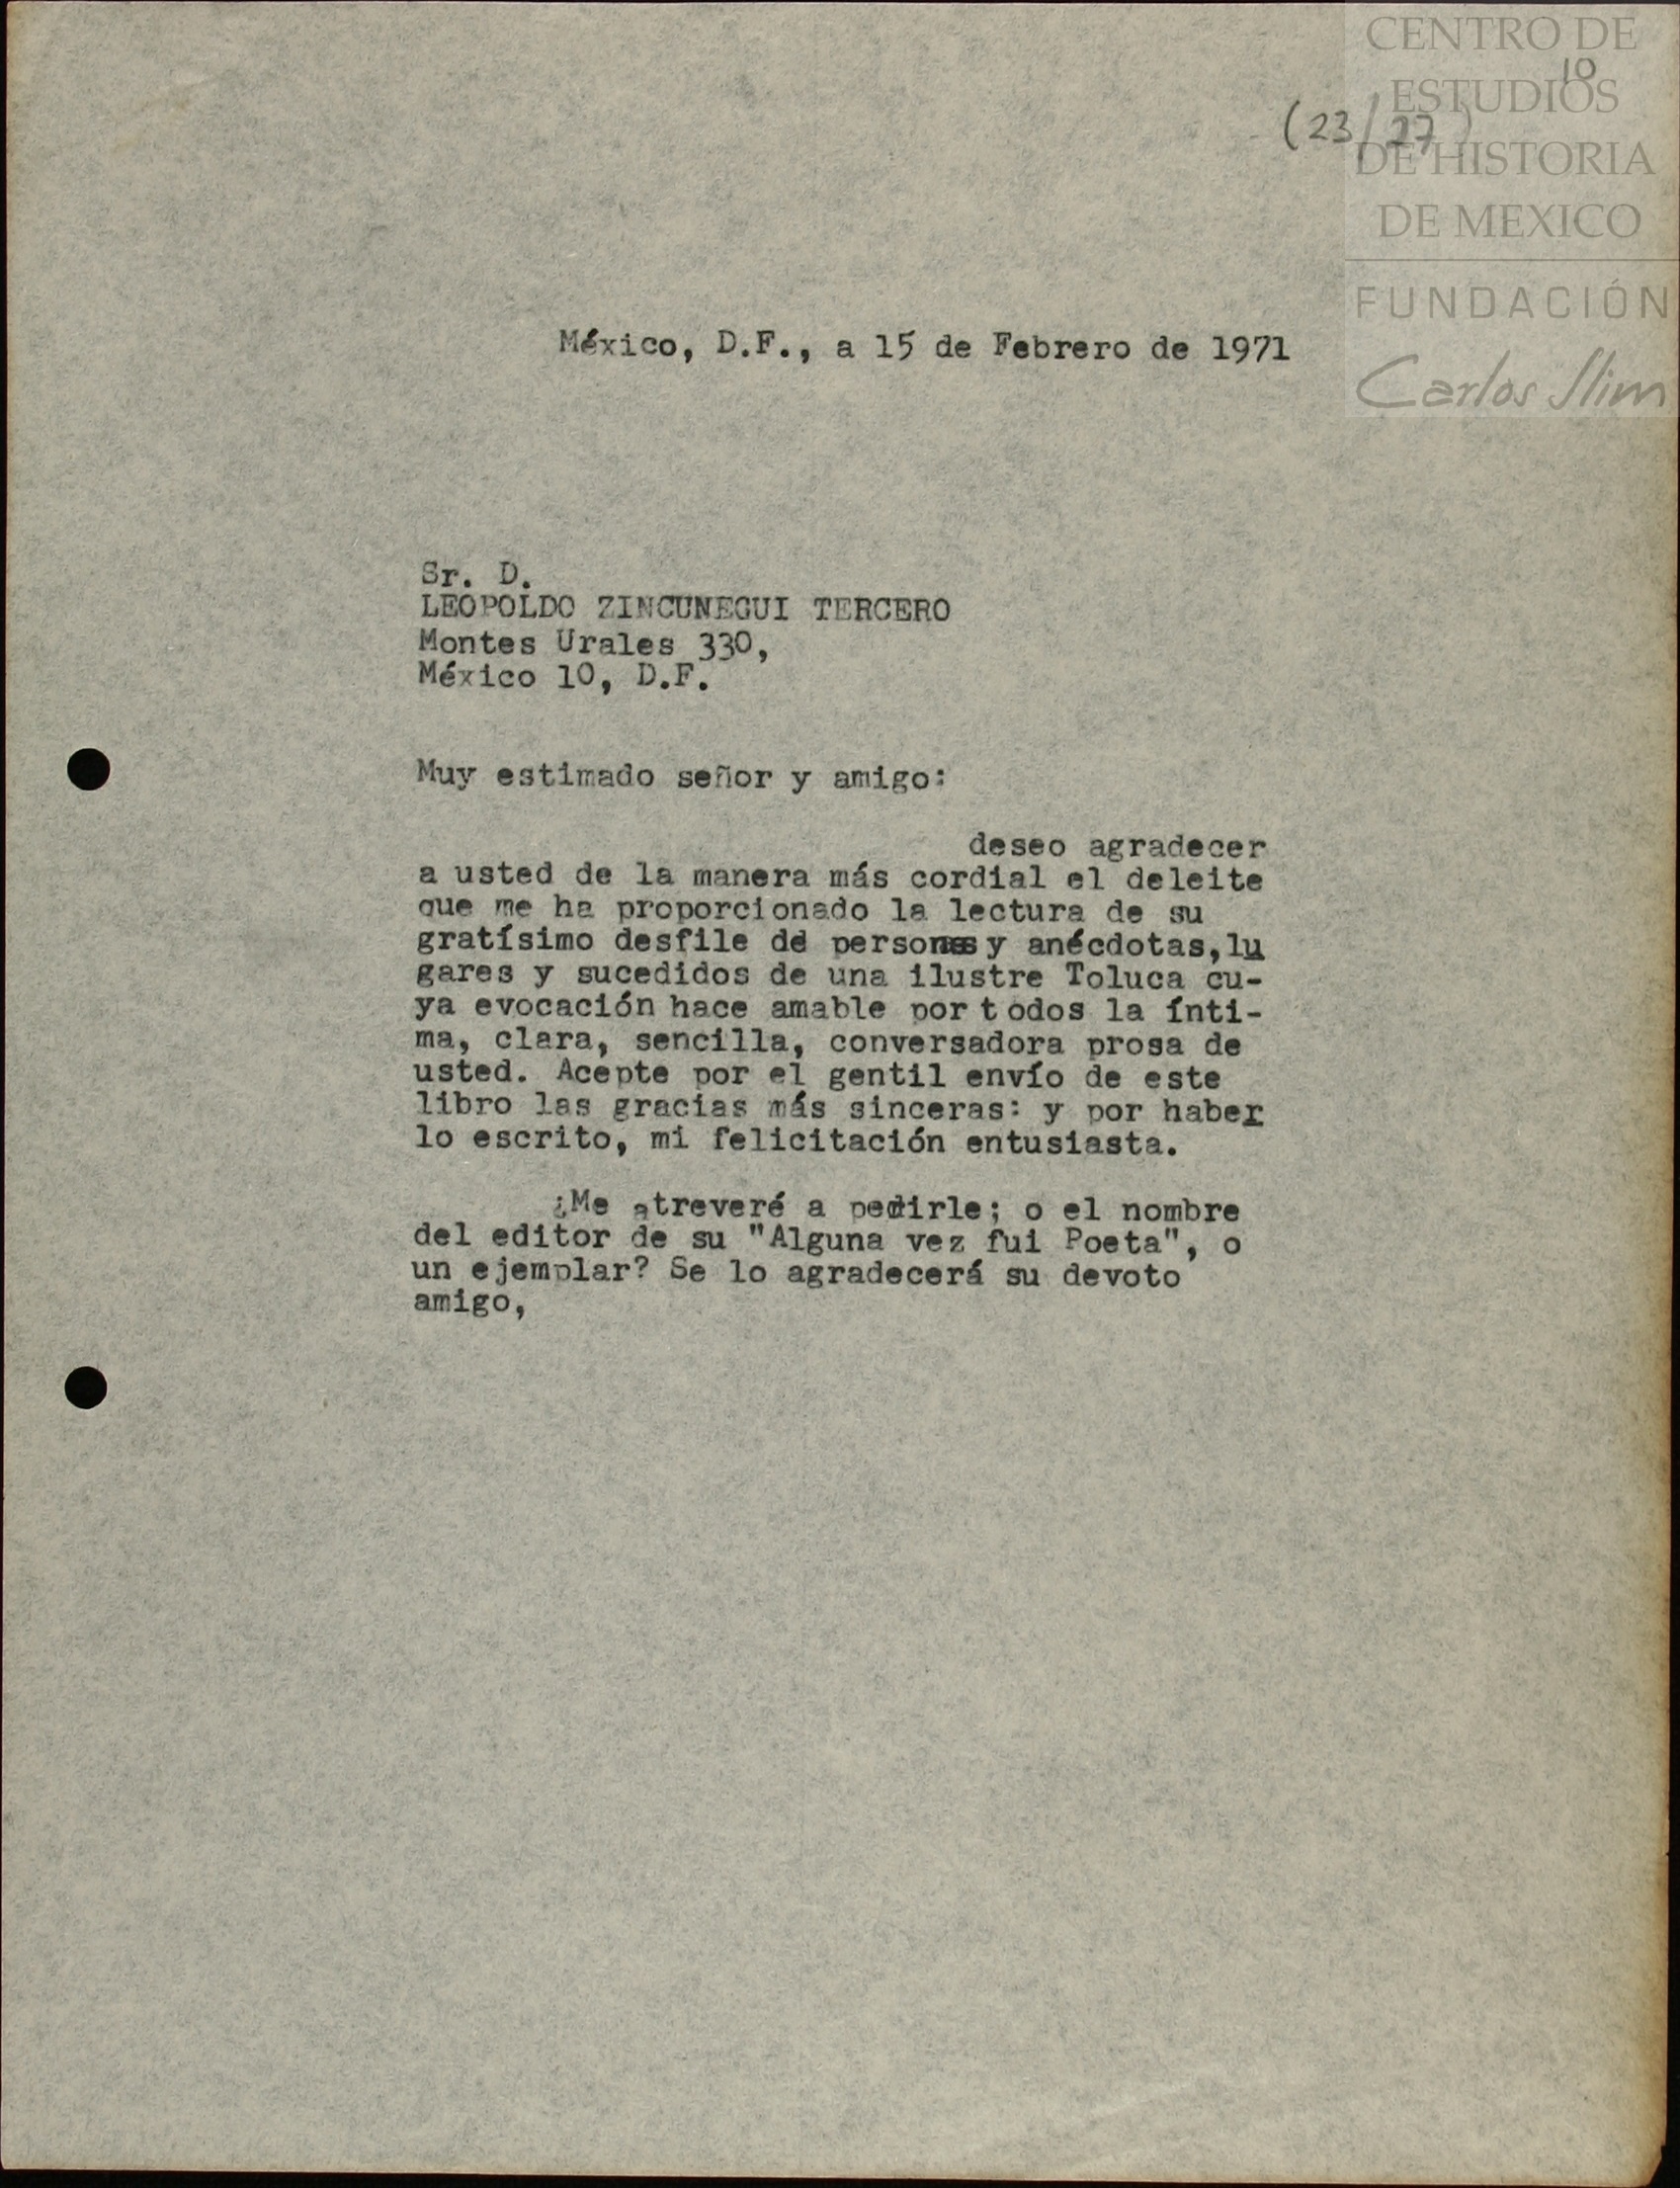 CENTRO DE
ESTUDIOS
DE HISTORIA
DE MEXICO
FUNDACIÓN
Carlos Slim
10
(23/27)
México, D.F., a 15 de Febrero de 1971
Sr. D.
LEOPOLDO ZINCUNEGUI TERCERO
Montes Urales 330,
México 10, D.F.
Muy estimado señor y amigo:
deseo agradecer
a usted de la manera más cordial el deleite
que me ha proporcionado la lectura de su
gratísimo desfile de personas y anécdotas, lu
gares y sucedidos de una ilustre Toluca cu-
ya evocación hace amable por todos la ínti-
ma, clara, sencilla, conversadora prosa de
usted. Acepte por el gentil envío de este
libro las gracias más sinceras: y por haber
lo escrito, mi felicitación entusiasta.
¿Me atreveré a pedirle; o el nombre
del editor de su "Alguna vez fui Poeta", o
un ejemplar? Se lo agradecerá su devoto
amigo,